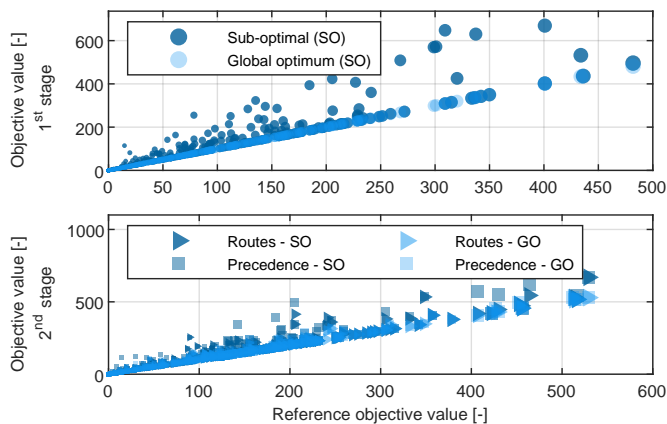 Objective value [-]
1st stage
600
400
200
0
Sub-optimal (SO)
Global optimum (SO)
0 50 100 150 200 250 300 350 400 450 500
Objective value [-]
2nd stage
1000
500
0
Routes - SO Routes - GO
Precedence - SO Precedence - GO
0 100 200 300 400 500 600
Reference objective value [-]